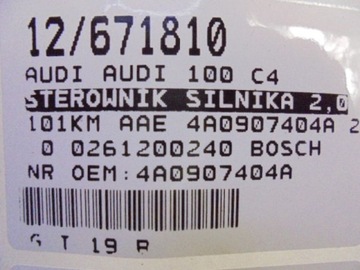 12/671810
AUDI AUDI 100 C4
STEROWNIK SILNIKA 2,0
101KM AAE 4A0907404A 2
0 0261200240 BOSCH
NR OEM:4A0907404A